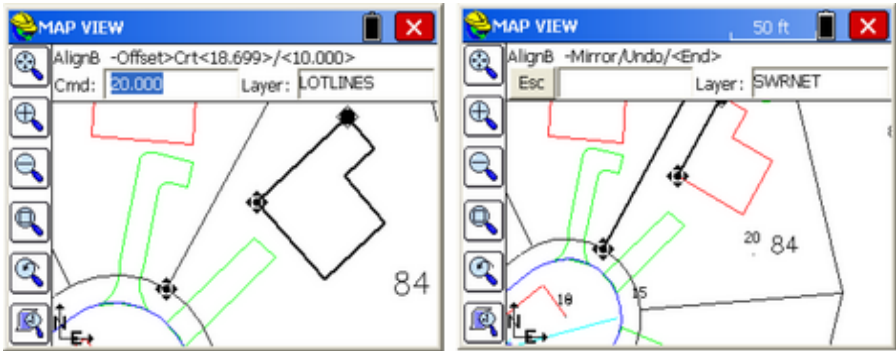 MAP VIEW
AlignB -Offset>Crt<18.699>/<10.000>
Cmd: 20.000 Layer: LOTLINES
84
N
E
MAP VIEW 50 ft
AlignB -Mirror/Undo/<End>
Esc Layer: SWRNET
20 84
18 15
N
E